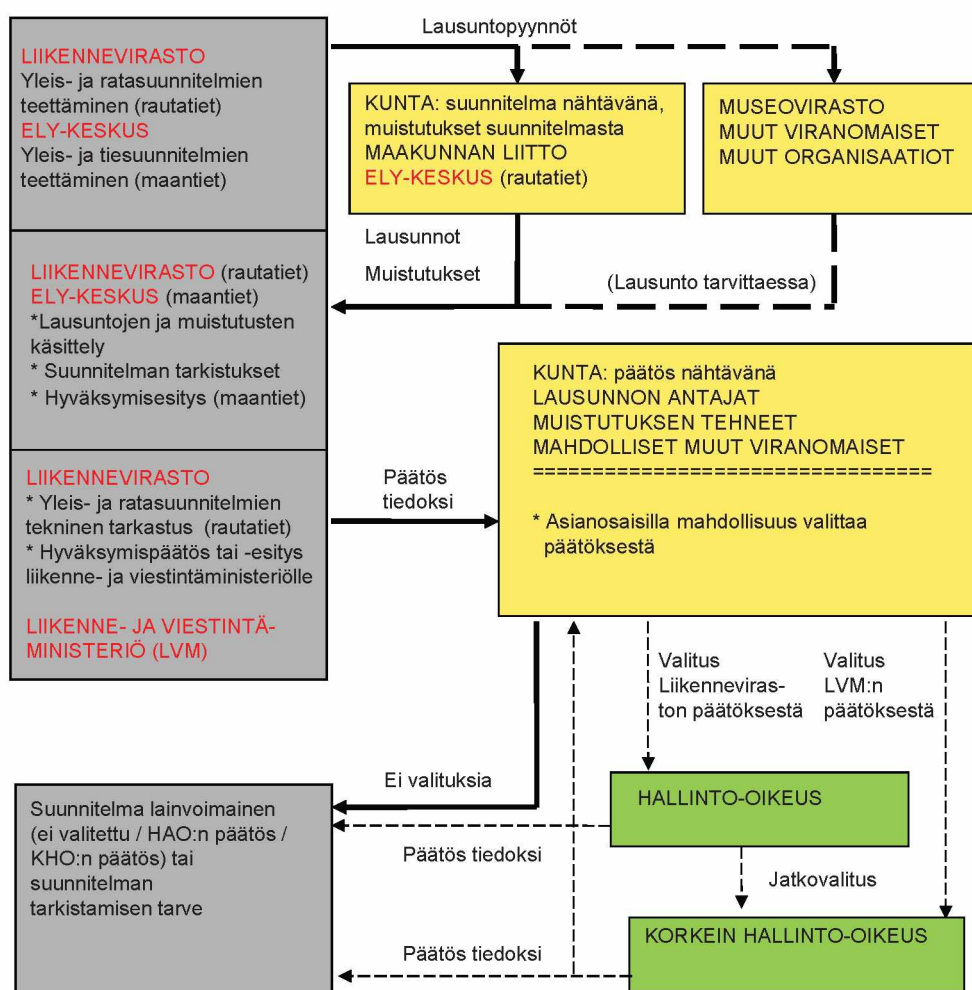 Lausuntopyynnöt
LIIKENNEVIRASTO
Yleis- ja ratasuunnitelmien
teettäminen (rautatiet)
ELY-KESKUS
Yleis- ja tiesuunnitelmien
teettäminen (maantiet)
KUNTA: suunnitelma nähtävänä,
muistutukset suunnitelmasta
MAAKUNNAN LIITTO
ELY-KESKUS (rautatiet)
MUSEOVIRASTO
MUUT VIRANOMAISET
MUUT ORGANISAATIOT
Lausunnot
Muistutukset
(Lausunto tarvittaessa)
LIIKENNEVIRASTO (rautatiet)
ELY-KESKUS (maantiet)
*Lausuntojen ja muistutusten
käsittely
* Suunnitelman tarkistukset
* Hyväksymisesitys (maantiet)
KUNTA: päätös nähtävänä
LAUSUNNON ANTAJAT
MUISTUTUKSEN TEHNEET
MAHDOLLISET MUUT VIRANOMAISET
=================================
* Asianosaisilla mahdollisuus valittaa
päätöksestä
LIIKENNEVIRASTO
* Yleis- ja ratasuunnitelmien
tekninen tarkastus (rautatiet)
* Hyväksymispäätös tai -esitys
liikenne- ja viestintäministeriölle
LIIKENNE- JA VIESTINTÄ-
MINISTERIÖ (LVM)
Päätös
tiedoksi
Valitus
Liikenneviras-
ton päätöksestä
Valitus
LVM:n
päätöksestä
Ei valituksia
Suunnitelma lainvoimainen
(ei valitettu / HAO:n päätös /
KHO:n päätös) tai
suunnitelman
tarkistamisen tarve
HALLINTO-OIKEUS
Päätös tiedoksi
Jatkovalitus
KORKEIN HALLINTO-OIKEUS
Päätös tiedoksi